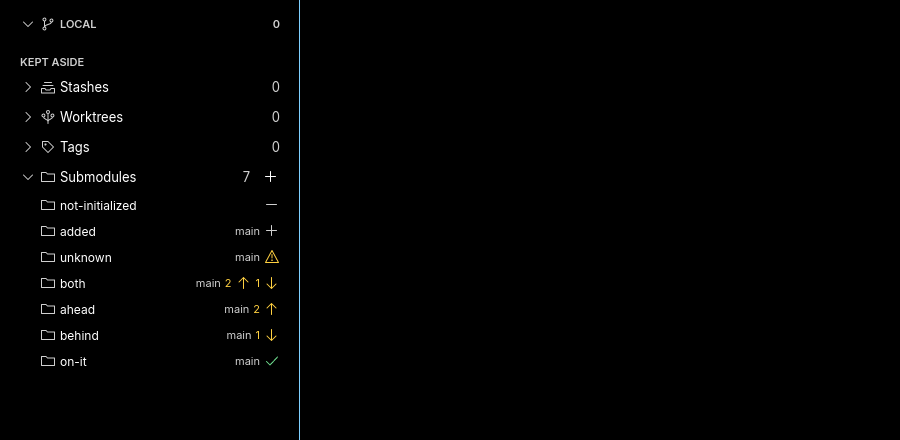 LOCAL 0
KEPT ASIDE
Stashes 0
Worktrees 0
Tags 0
Submodules 7
not-initialized
added main
unknown main
both main 2 1
ahead main 2
behind main 1
on-it main